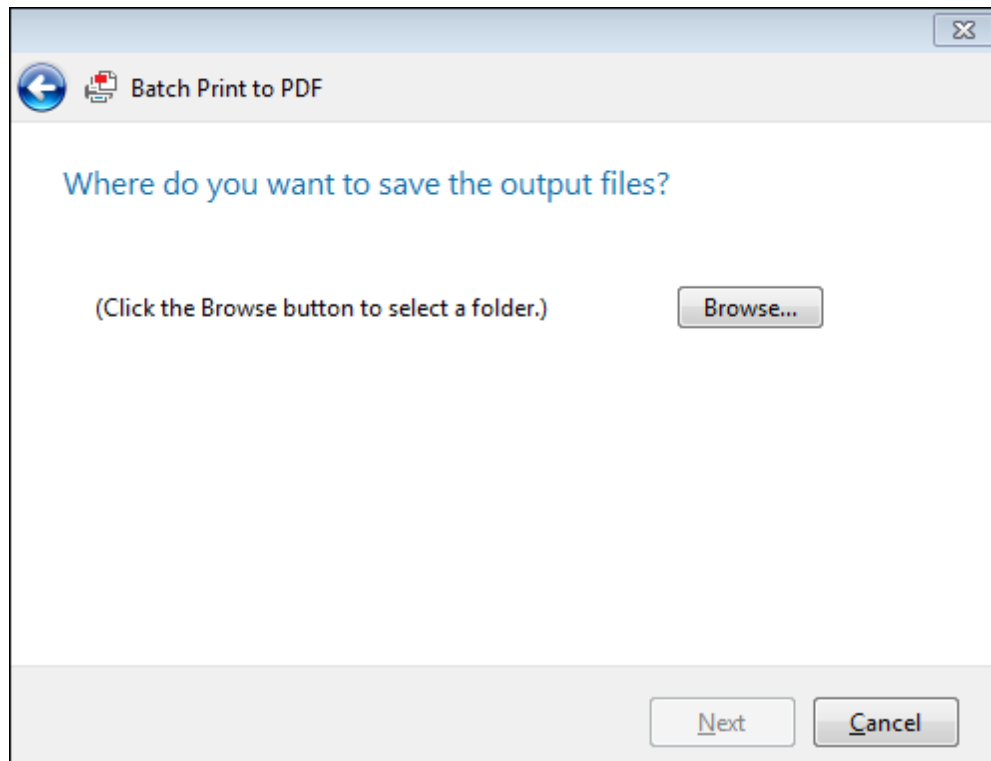 Batch Print to PDF
Where do you want to save the output files?
(Click the Browse button to select a folder.) Browse...
Next Cancel